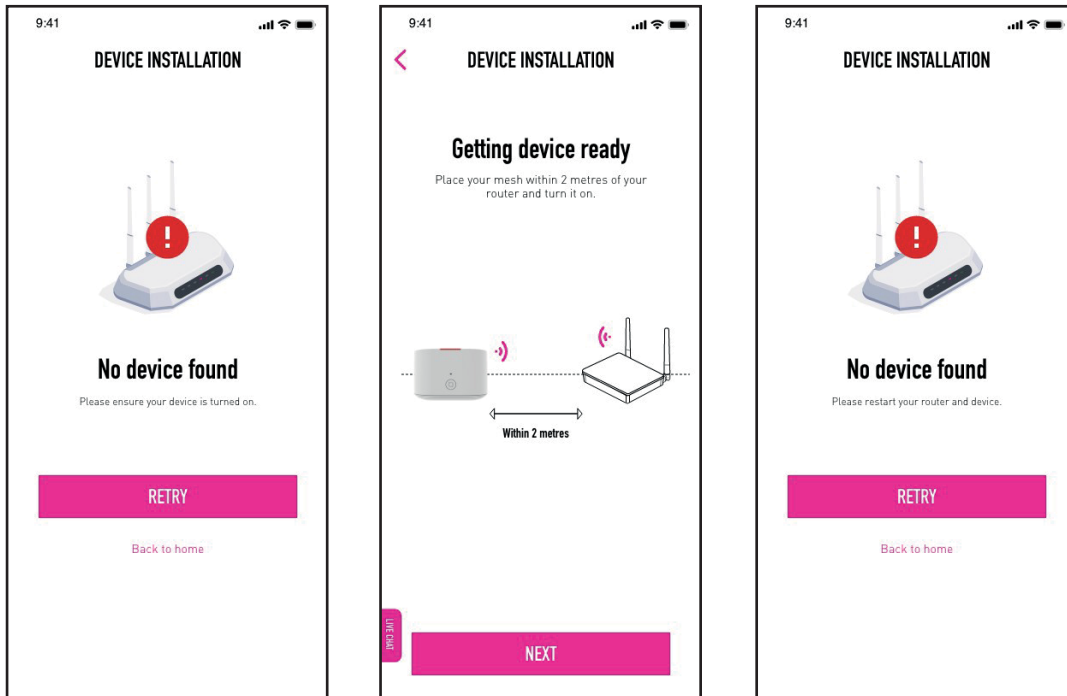 9:41
DEVICE INSTALLATION
No device found
Please ensure your device is turned on.
RETRY
Back to home
9:41
DEVICE INSTALLATION
Getting device ready
Place your mesh within 2 metres of your
router and turn it on.
Within 2 metres
LIVE CHAT
NEXT
9:41
DEVICE INSTALLATION
No device found
Please restart your router and device.
RETRY
Back to home